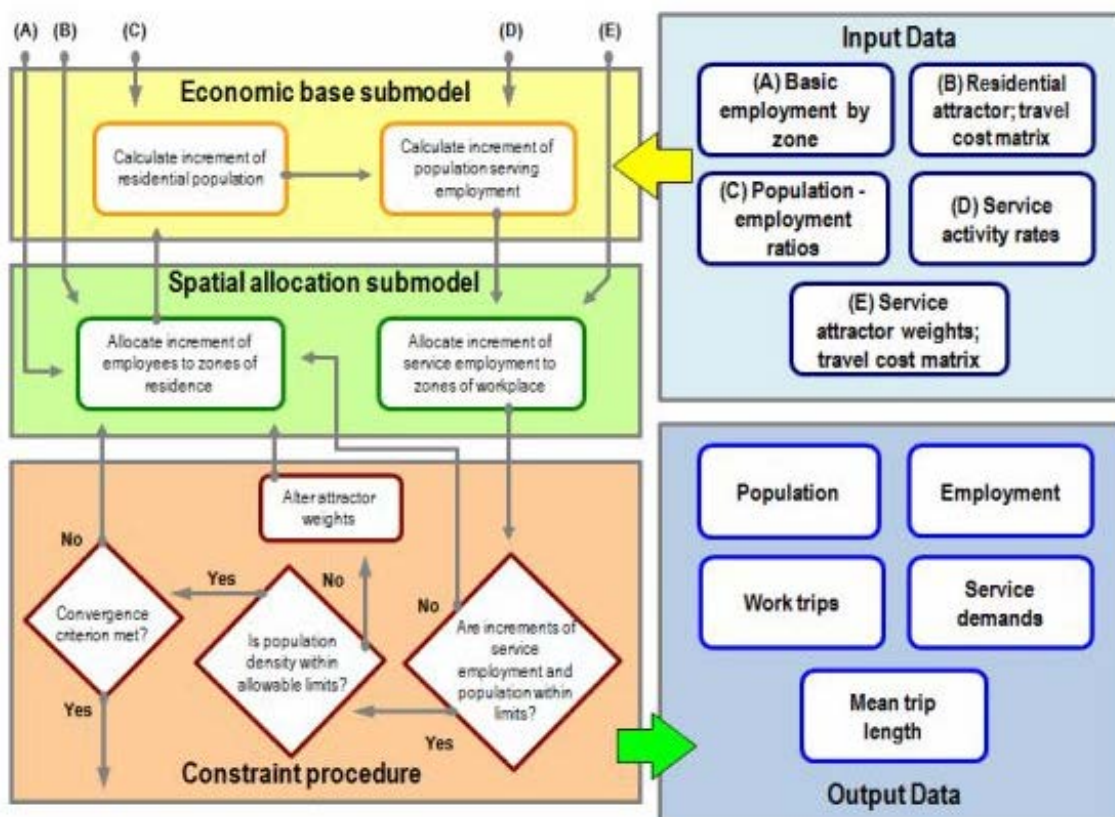 (A)
(B)
(C)
(D)
(E)
Economic base submodel
Calculate increment of
residential population
Calculate increment of
population serving
employment
Spatial allocation submodel
Allocate increment of
employees to zones of
residence
Allocate increment of
service employment to
zones of workplace
Alter attractor
weights
No
Yes
No
No
Convergence
criterion met?
Is population
density within
allowable limits?
Are increments of
service
employment and
population within
limits?
Yes
Yes
Constraint procedure
Input Data
(A) Basic
employment by
zone
(B) Residential
attractor; travel
cost matrix
(C) Population -
employment
ratios
(D) Service
activity rates
(E) Service
attractor weights;
travel cost matrix
Population
Employment
Work trips
Service
demands
Mean trip
length
Output Data